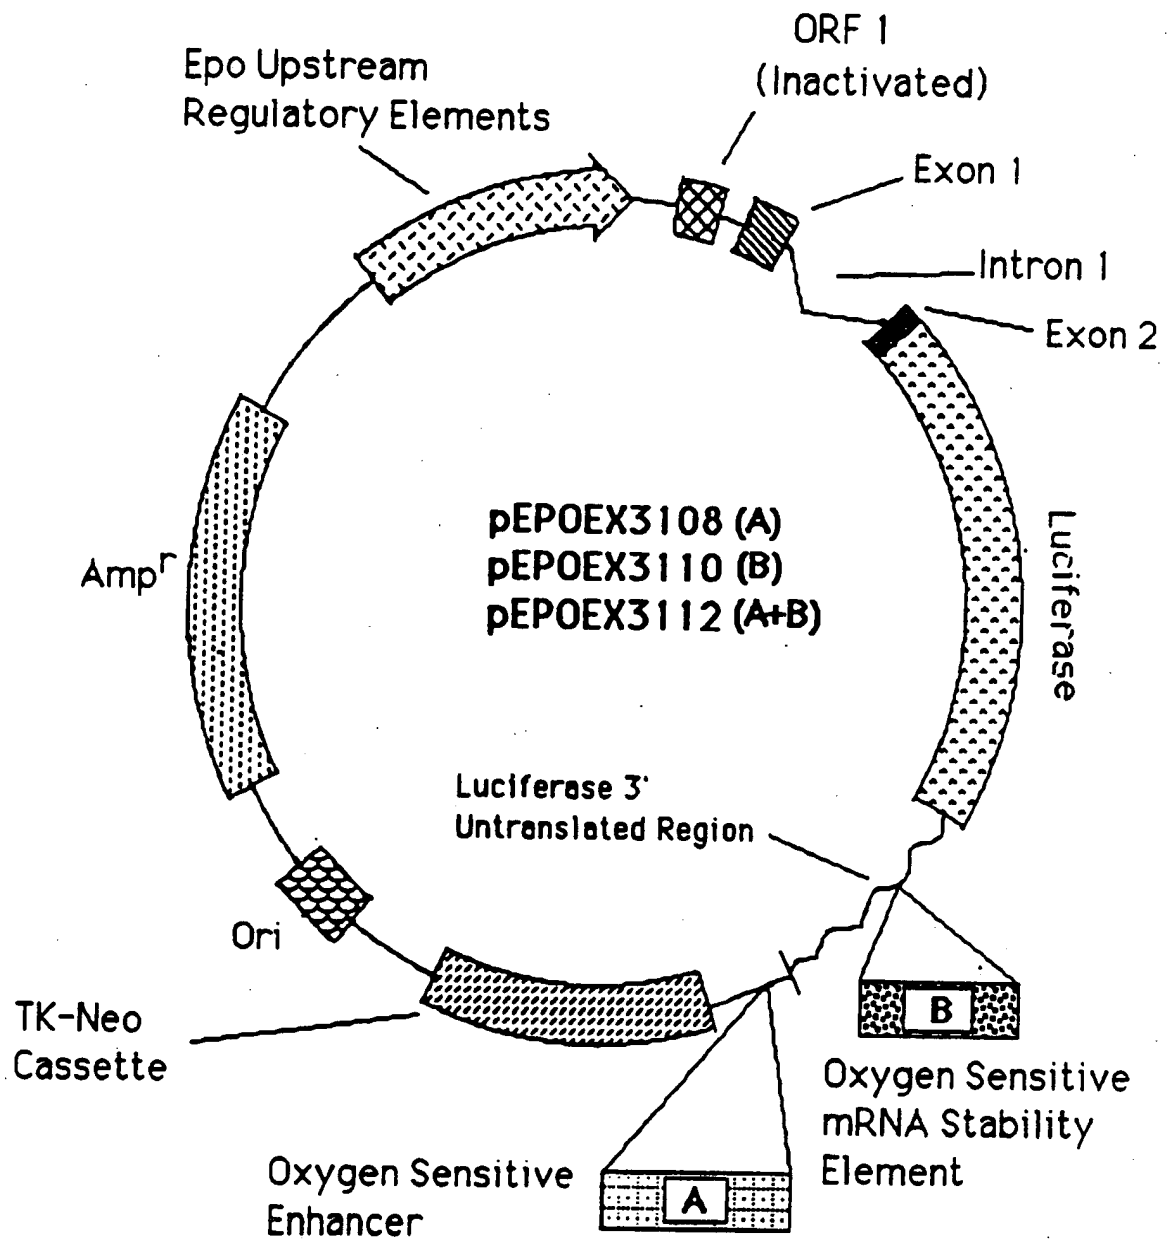 ORF 1
(Inactivated)
Epo Upstream
Regulatory Elements
Exon 1
Intron 1
Exon 2
Luciferase
pEPOEX3108 (A)
pEPOEX3110 (B)
pEPOEX3112 (A+B)
Amp^r
Luciferase 3'
Untranslated Region
Ori
TK-Neo
Cassette
B
Oxygen Sensitive
mRNA Stability
Element
Oxygen Sensitive
Enhancer
A